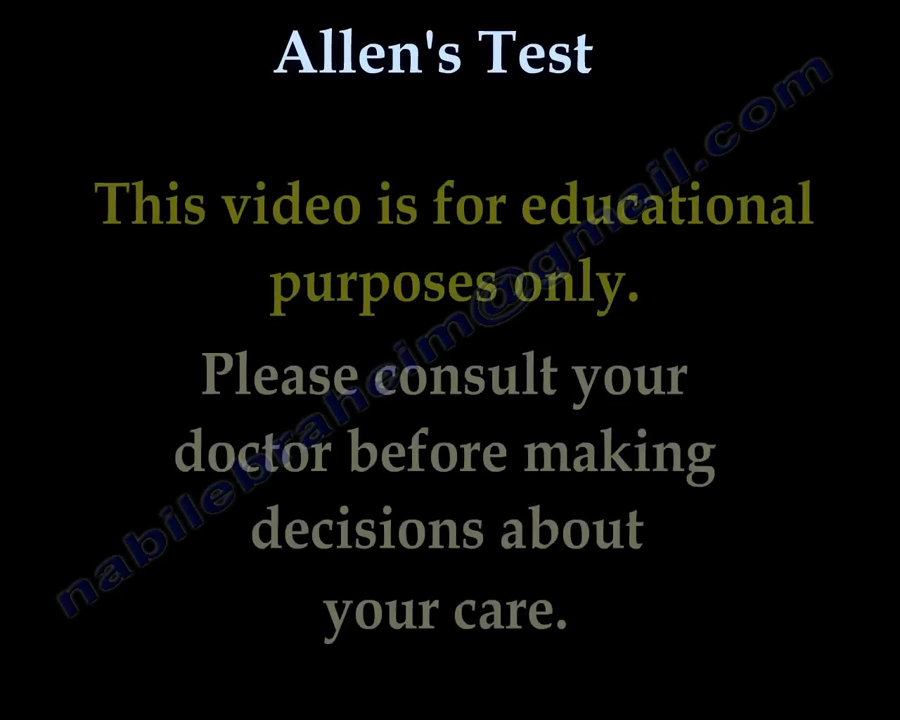 Allen's Test
This video is for educational
purposes only.
Please consult your
doctor before making
decisions about
your care.
nabilebraheim@gmail.com